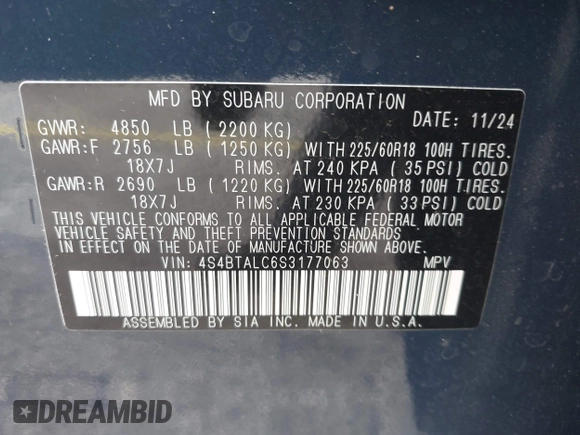 MFD BY SUBARU CORPORATION
DATE: 11/24
GVWR: 4850 LB ( 2200 KG)
GAWR:F 2756 LB ( 1250 KG) WITH 225/60R18 100H TIRES.
18X7J RIMS. AT 240 KPA ( 35 PSI) COLD
GAWR:R 2690 LB ( 1220 KG) WITH 225/60R18 100H TIRES.
18X7J RIMS. AT 230 KPA ( 33 PSI) COLD
THIS VEHICLE CONFORMS TO ALL APPLICABLE FEDERAL MOTOR
VEHICLE SAFETY AND THEFT PREVENTION STANDARDS IN
EFFECT ON THE DATE OF MANUFACTURE SHOWN ABOVE.
VIN: 4S4BTALC6S3177063 MPV
ASSEMBLED BY SIA INC. MADE IN U.S.A.
DREAMBID